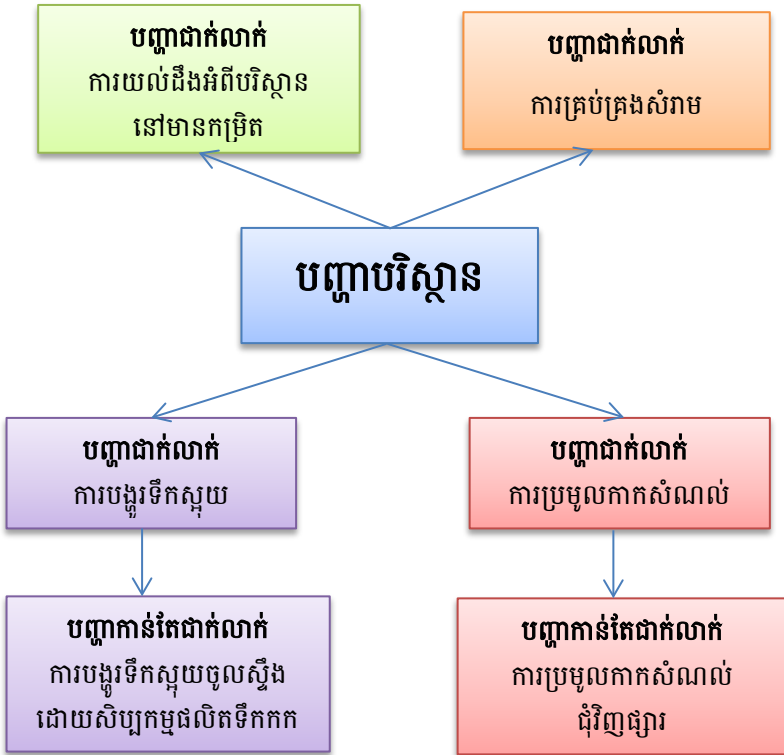 បញ្ហាជាក់លាក់
ការយល់ដឹងអំពីបរិស្ថាន
នៅមានកម្រិត
បញ្ហាជាក់លាក់
ការគ្រប់គ្រងសំរាម
បញ្ហាបរិស្ថាន
បញ្ហាជាក់លាក់
ការបង្ហួរទឹកស្អុយ
បញ្ហាជាក់លាក់
ការប្រមូលកាកសំណល់
បញ្ហាកាន់តែជាក់លាក់
ការបង្ហូរទឹកស្អុយចូលស្ទឹង
ដោយសិប្បកម្មផលិតទឹកកក
បញ្ហាកាន់តែជាក់លាក់
ការប្រមូលកាកសំណល់
ជុំវិញផ្សារ